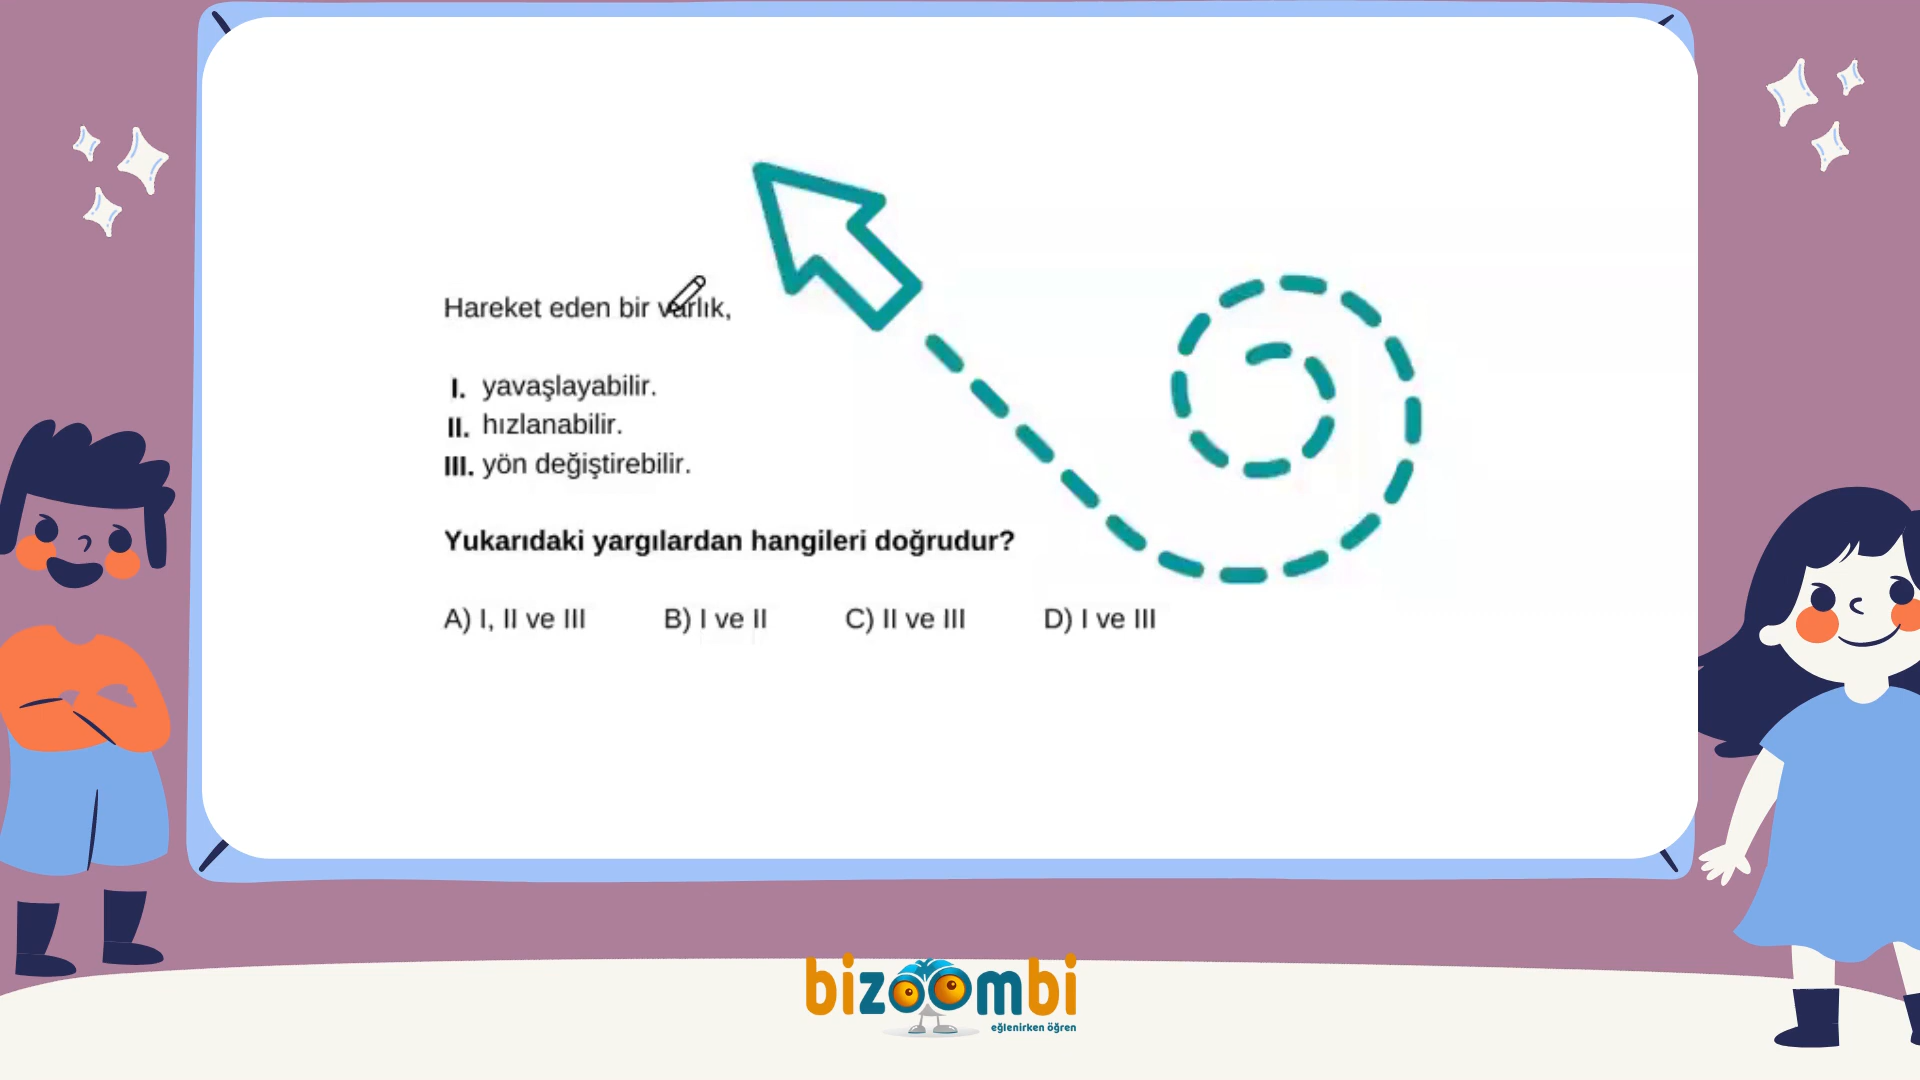 Hareket eden bir varlık,
I. yavaşlayabilir.
II. hızlanabilir.
III. yön değiştirebilir.
Yukarıdaki yargılardan hangileri doğrudur?
A) I, II ve III B) I ve II C) II ve III D) I ve III
bizoombi
eğlenirken öğren